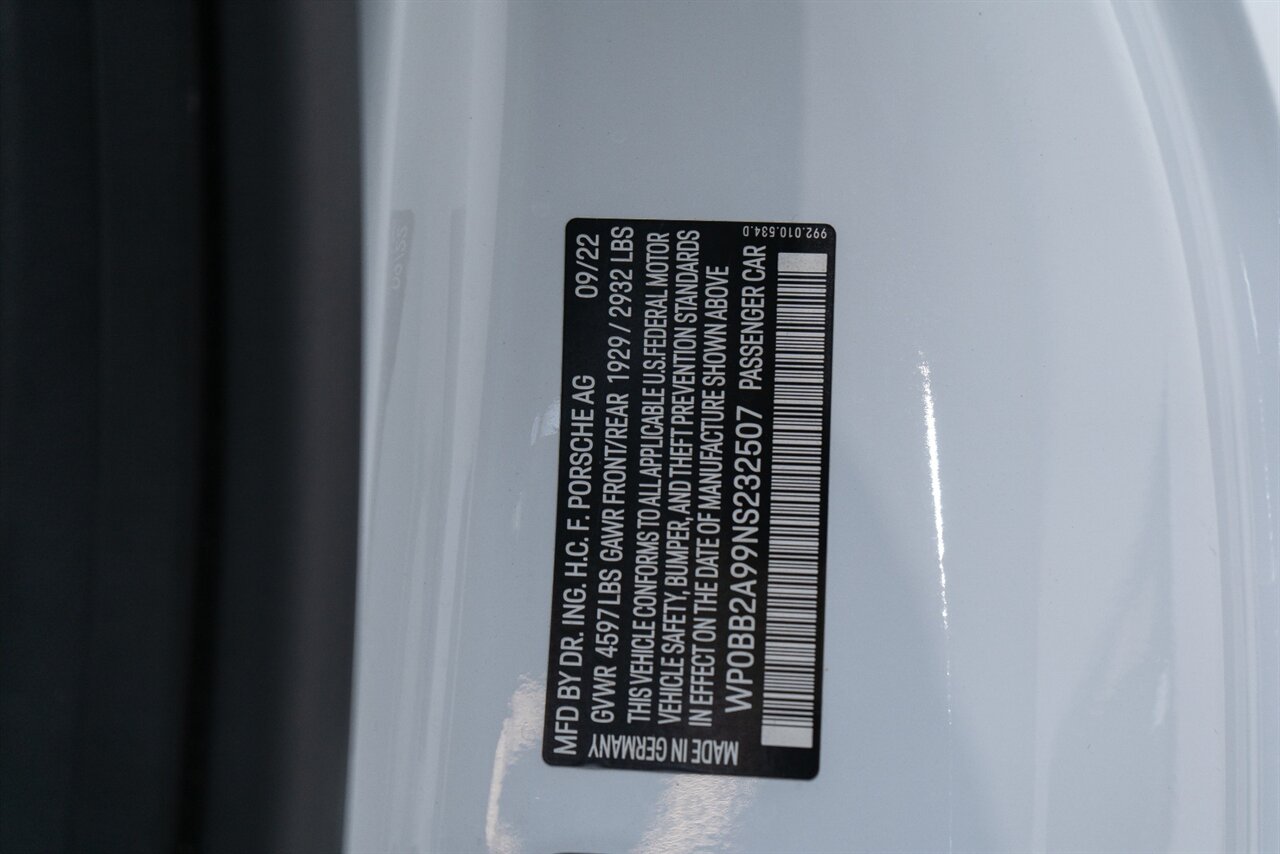 MFD BY DR. ING. H.C. F. PORSCHE AG 09/22
GVWR 4597 LBS GAWR FRONT/REAR 1929 / 2932 LBS
THIS VEHICLE CONFORMS TO ALL APPLICABLE U.S.FEDERAL MOTOR
VEHICLE SAFETY, BUMPER, AND THEFT PREVENTION STANDARDS
IN EFFECT ON THE DATE OF MANUFACTURE SHOWN ABOVE
WP0BB2A99NS232507 PASSENGER CAR
MADE IN GERMANY
992.010.534.D